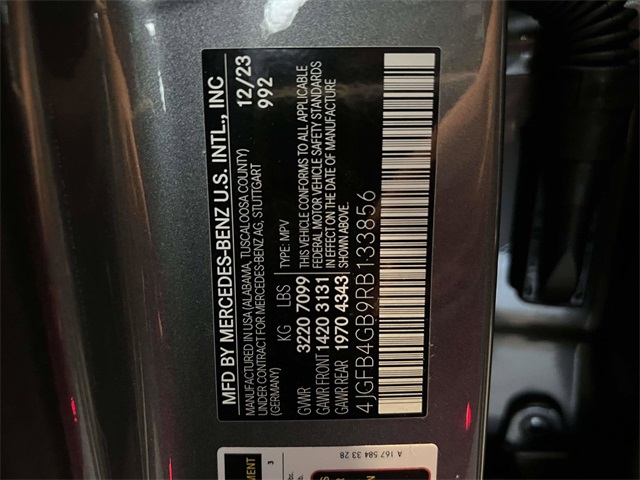 MFD BY MERCEDES-BENZ U.S. INTL., INC
MANUFACTURED IN USA (ALABAMA, TUSCALOOSA COUNTY)
UNDER CONTRACT FOR MERCEDES-BENZ AG, STUTTGART
(GERMANY)
12/23
992
KG LBS TYPE: MPV
GVWR 3220 7099
GAWR FRONT 1420 3131
GAWR REAR 1970 4343
THIS VEHICLE CONFORMS TO ALL APPLICABLE
FEDERAL MOTOR VEHICLE SAFETY STANDARDS
IN EFFECT ON THE DATE OF MANUFACTURE
SHOWN ABOVE.
4JGFB4GB9RB133856
A 167 584 33 28
3